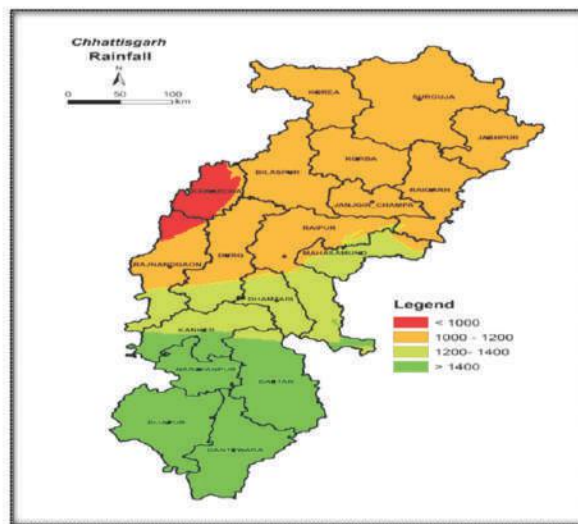 Chhattisgarh
Rainfall
N
0 50 100
km
KOREA
SURGUJA
JASHPUR
KORBA
BILASPUR
RAIGARH
KAWARDHA
JANJGIR_CHAMPA
RAIPUR
DURG
MAHASAMUND
RAJNANDGAON
DHAMTARI
KANKER
NARAYANPUR
BASTAR
BIJAPUR
DANTEWARA
Legend
< 1000
1000 - 1200
1200- 1400
> 1400